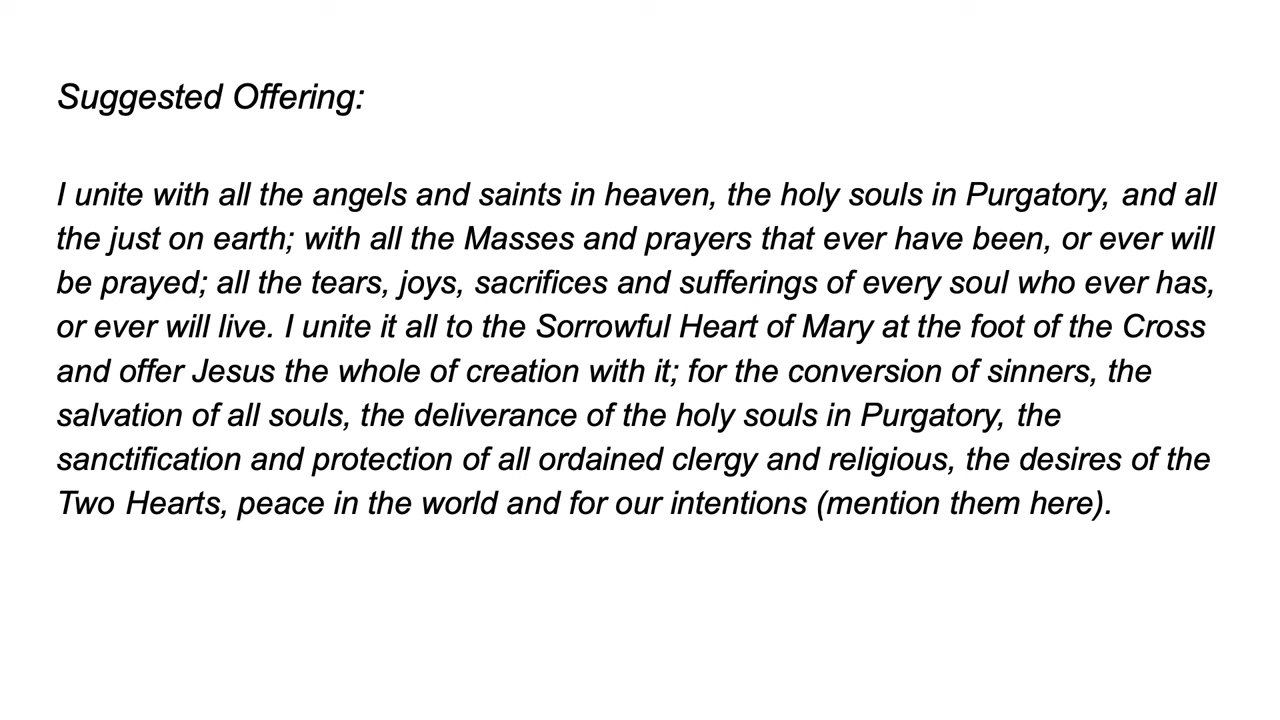 Suggested Offering:
I unite with all the angels and saints in heaven, the holy souls in Purgatory, and all
the just on earth; with all the Masses and prayers that ever have been, or ever will
be prayed; all the tears, joys, sacrifices and sufferings of every soul who ever has,
or ever will live. I unite it all to the Sorrowful Heart of Mary at the foot of the Cross
and offer Jesus the whole of creation with it; for the conversion of sinners, the
salvation of all souls, the deliverance of the holy souls in Purgatory, the
sanctification and protection of all ordained clergy and religious, the desires of the
Two Hearts, peace in the world and for our intentions (mention them here).